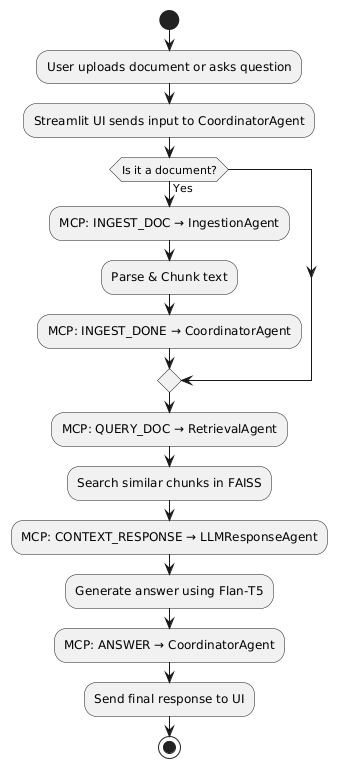 User uploads document or asks question
Streamlit UI sends input to CoordinatorAgent
Is it a document?
Yes
MCP: INGEST_DOC → IngestionAgent
Parse & Chunk text
MCP: INGEST_DONE → CoordinatorAgent
MCP: QUERY_DOC → RetrievalAgent
Search similar chunks in FAISS
MCP: CONTEXT_RESPONSE → LLMResponseAgent
Generate answer using Flan-T5
MCP: ANSWER → CoordinatorAgent
Send final response to UI